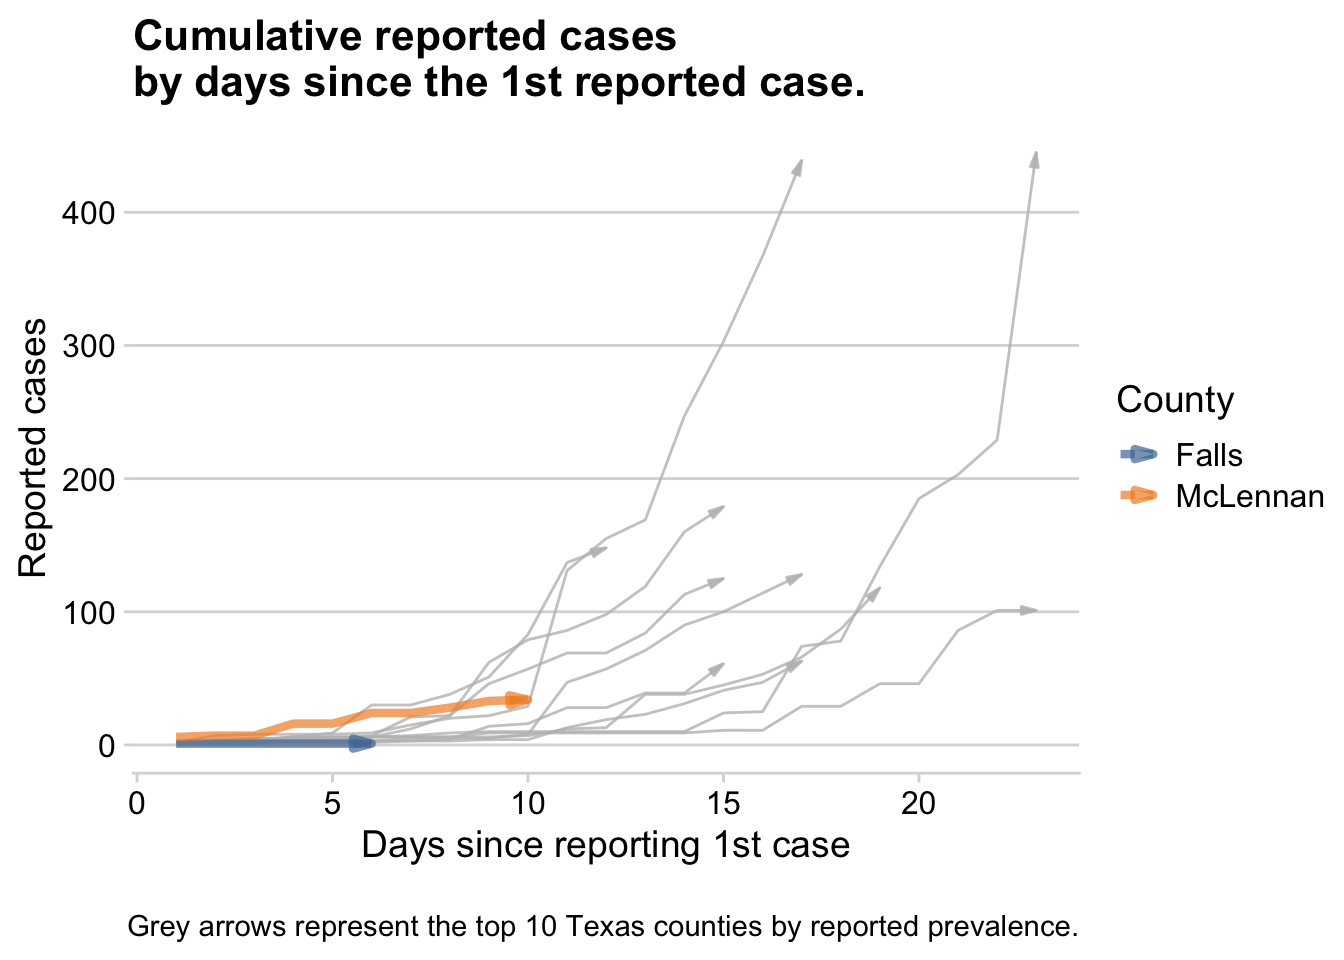 Cumulative reported cases
by days since the 1st reported case.
Reported cases
400
300
200
100
0
0 5 10 15 20
Days since reporting 1st case
County
Falls
McLennan
Grey arrows represent the top 10 Texas counties by reported prevalence.